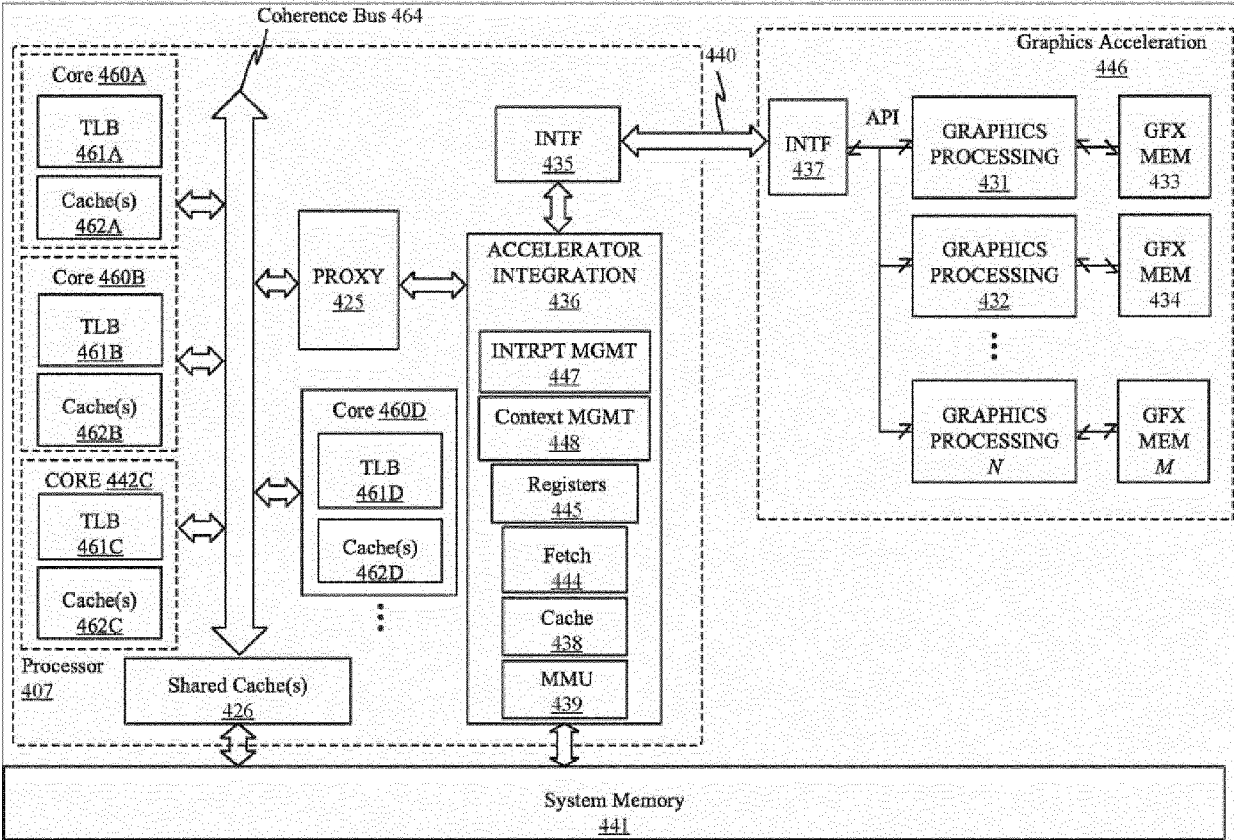 Coherence Bus 464
Core 460A
TLB
461A
Cache(s)
462A
Core 460B
TLB
461B
Cache(s)
462B
CORE 442C
TLB
461C
Cache(s)
462C
Processor
407
Shared Cache(s)
426
PROXY
425
Core 460D
TLB
461D
Cache(s)
462D
INTF
435
ACCELERATOR
INTEGRATION
436
INTRPT MGMT
447
Context MGMT
448
Registers
445
Fetch
444
Cache
438
MMU
439
440
Graphics Acceleration
446
INTF
437
API
GRAPHICS
PROCESSING
431
GFX
MEM
433
GRAPHICS
PROCESSING
432
GFX
MEM
434
GRAPHICS
PROCESSING
N
GFX
MEM
M
System Memory
441